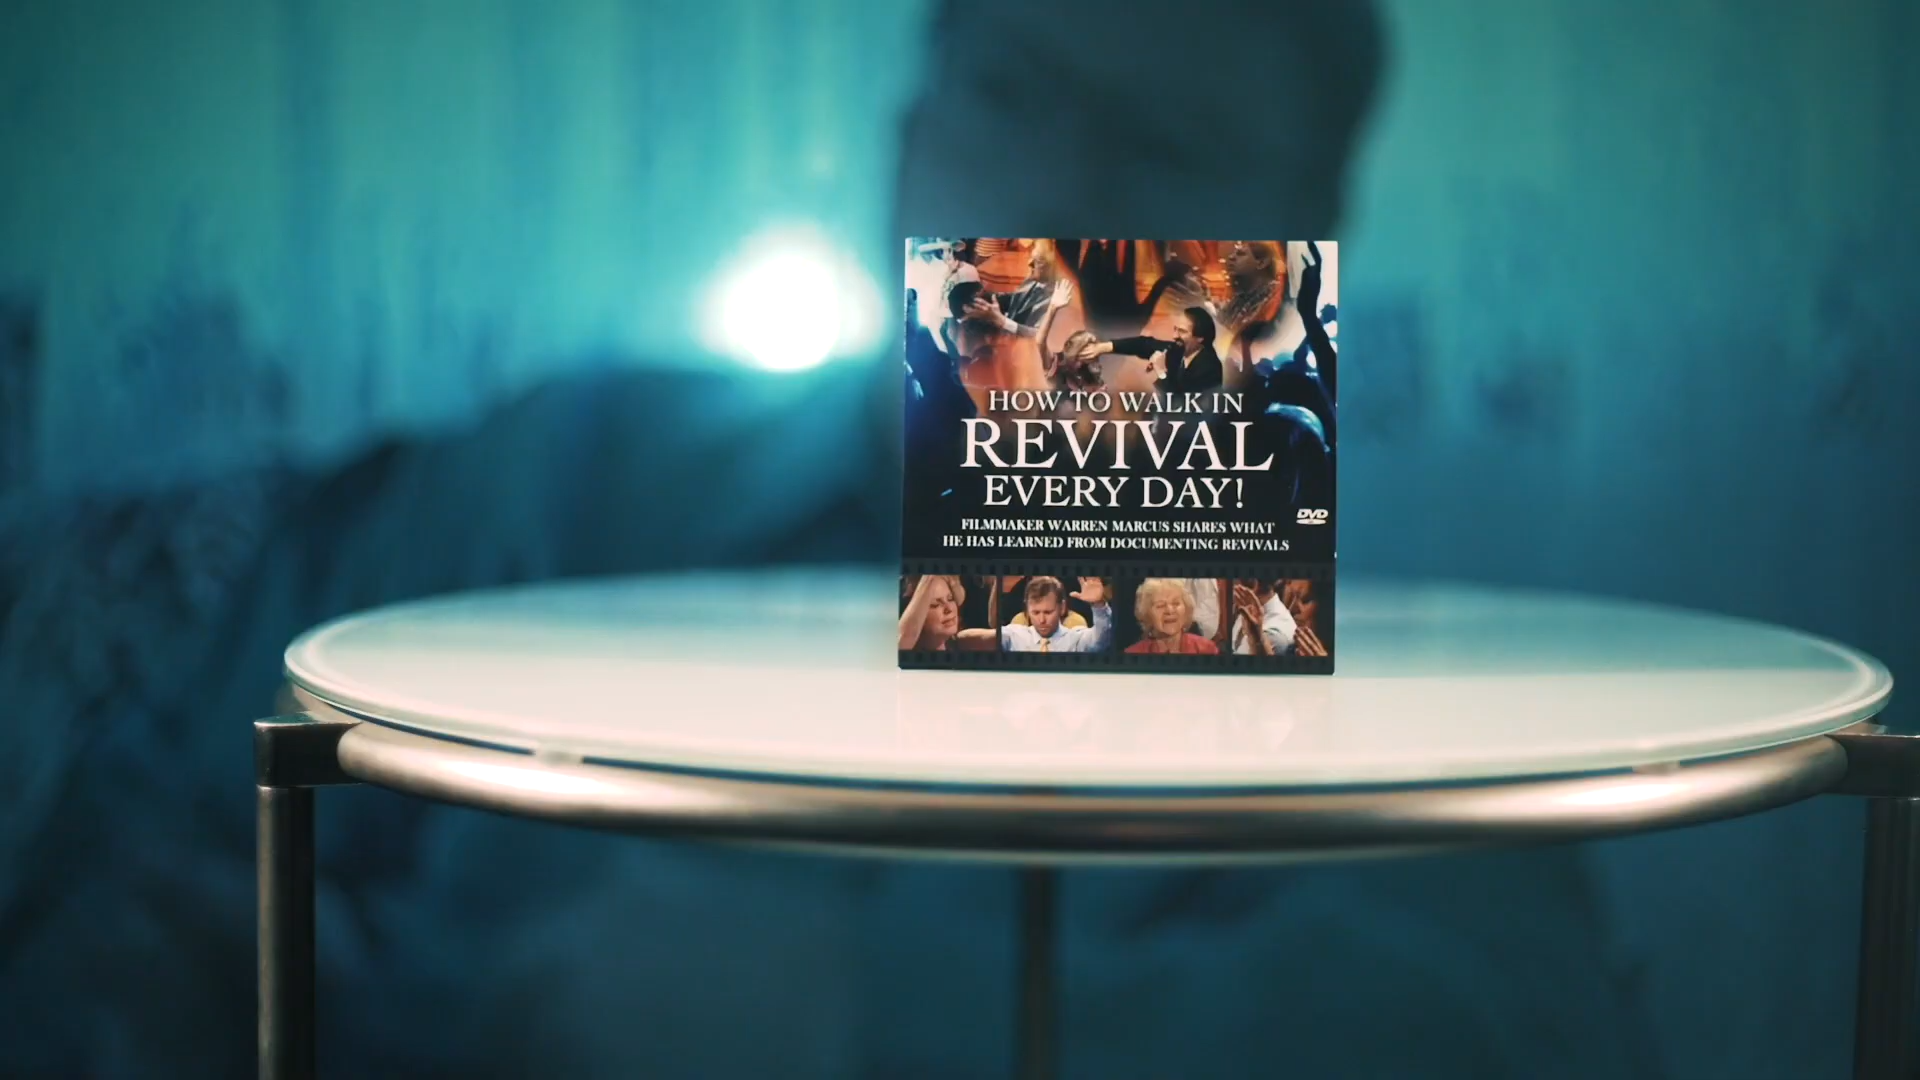 HOW TO WALK IN
REVIVAL
EVERY DAY!
DVD
FILMMAKER WARREN MARCUS SHARES WHAT
HE HAS LEARNED FROM DOCUMENTING REVIVALS